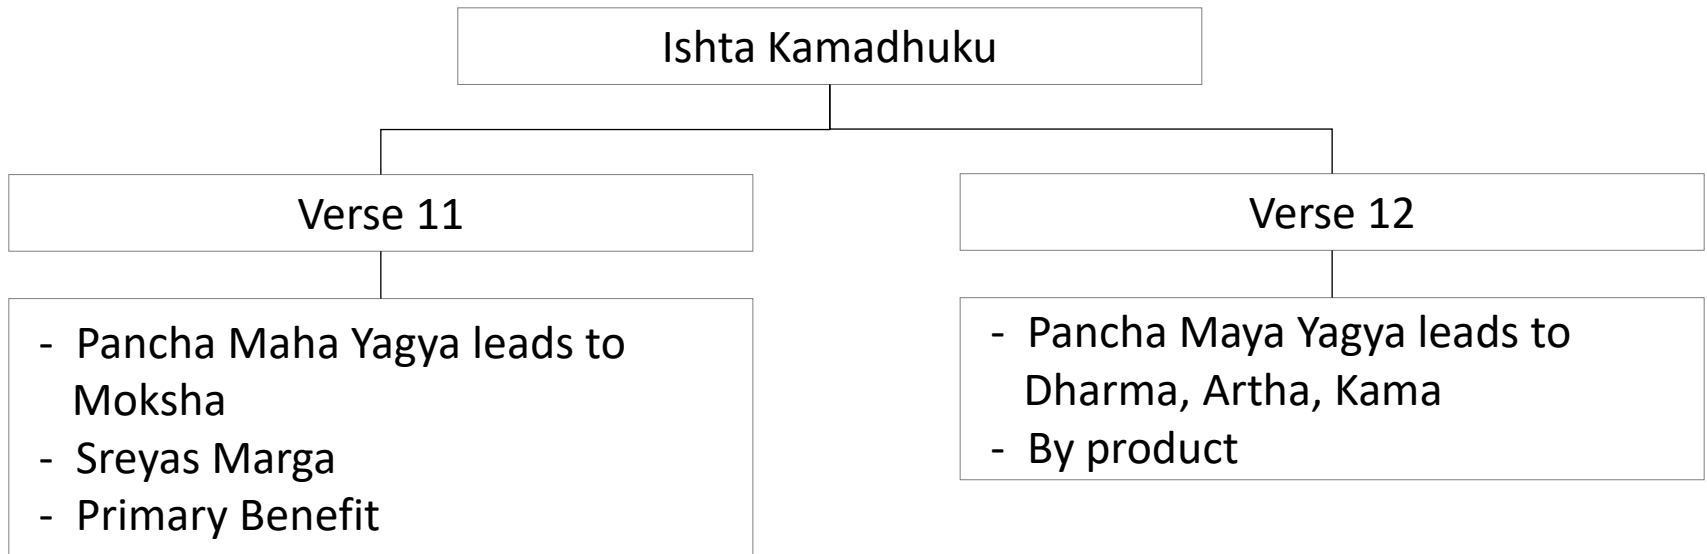 Ishta Kamadhuku
Verse 11
- Pancha Maha Yagya leads to
Moksha
- Sreyas Marga
- Primary Benefit
Verse 12
- Pancha Maya Yagya leads to
Dharma, Artha, Kama
- By product